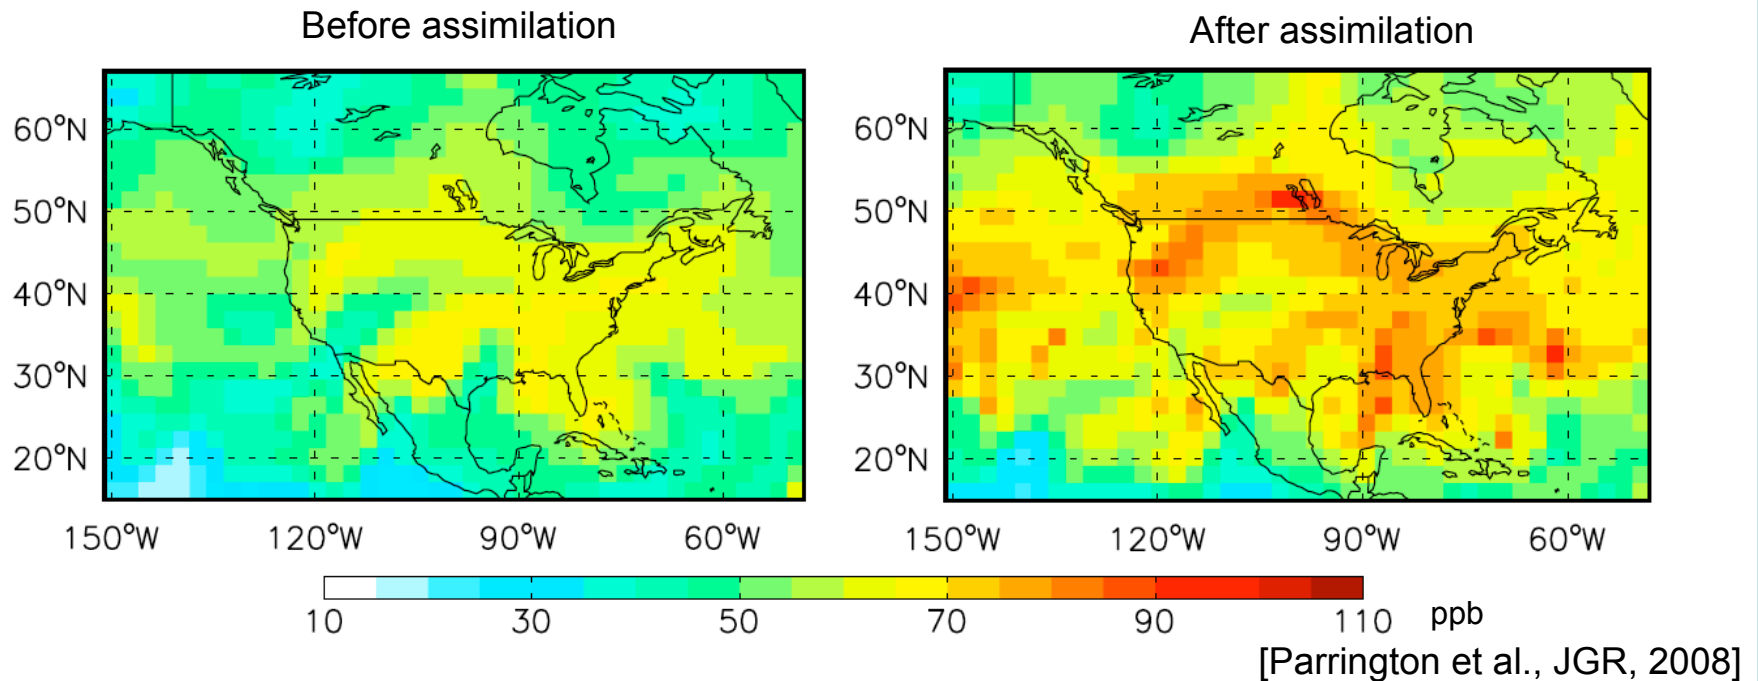 Before assimilation
After assimilation
60°N
50°N
40°N
30°N
20°N
150°W 120°W 90°W 60°W
60°N
50°N
40°N
30°N
20°N
150°W 120°W 90°W 60°W
10 30 50 70 90 110 ppb
[Parrington et al., JGR, 2008]